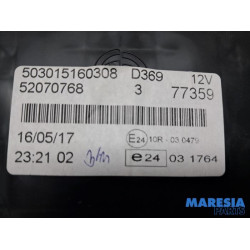 503015160308 D369 12V
52070768 3 77359
16/05/17 E24 10R - 03 0479
23:21 02 e24 03 1764
MARESIA
PARTS